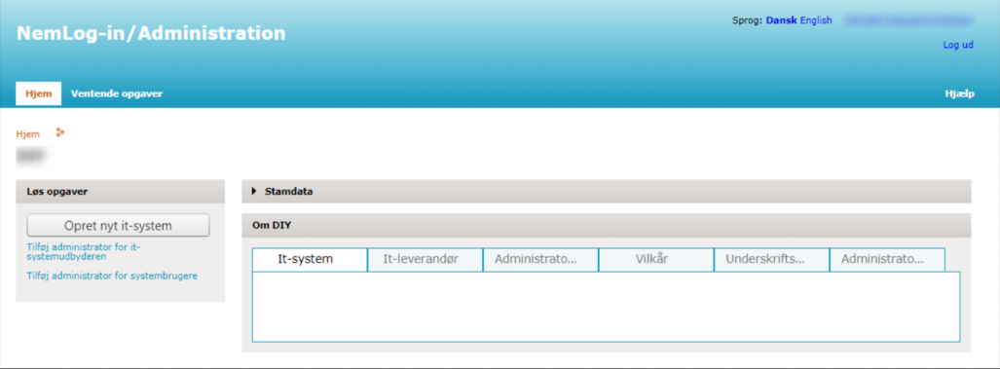 NemLog-in/Administration
Sprog: Dansk English
Log ud
Hjem Ventende opgaver Hjælp
Hjem
Løs opgaver
Opret nyt it-system
Tilføj administrator for it-
systemudbyderen
Tilføj administrator for systembrugere
Stamdata
Om DIY
It-system It-leverandør Administrato... Vilkår Underskrifts... Administrato...